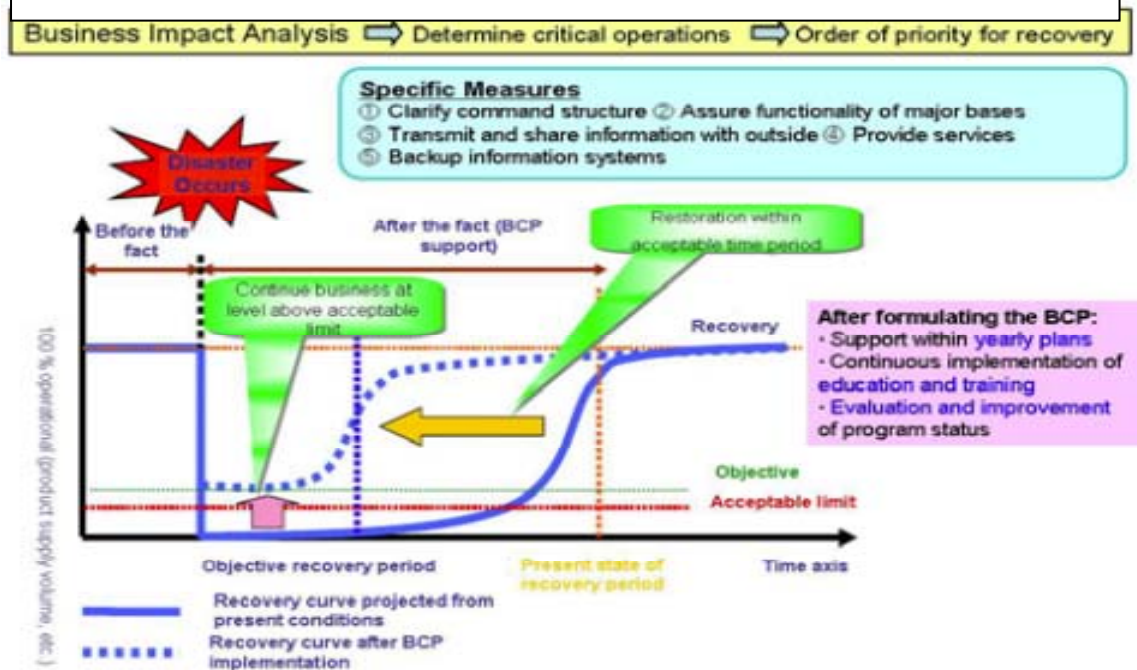 Business Impact Analysis ⇨ Determine critical operations ⇨ Order of priority for recovery
Specific Measures
① Clarify command structure ② Assure functionality of major bases
③ Transmit and share information with outside ④ Provide services
⑤ Backup information systems
Disaster
Occurs
Before the
fact
After the fact (BCP
support)
Restoration within
acceptable time period
Continue business at
level above acceptable
limit
Recovery
After formulating the BCP:
· Support within yearly plans
· Continuous implementation of
education and training
· Evaluation and improvement
of program status
Objective
Acceptable limit
100 % operational (product supply volume, etc.)
Objective recovery period
Present state of
recovery period
Time axis
Recovery curve projected from
present conditions
Recovery curve after BCP
implementation